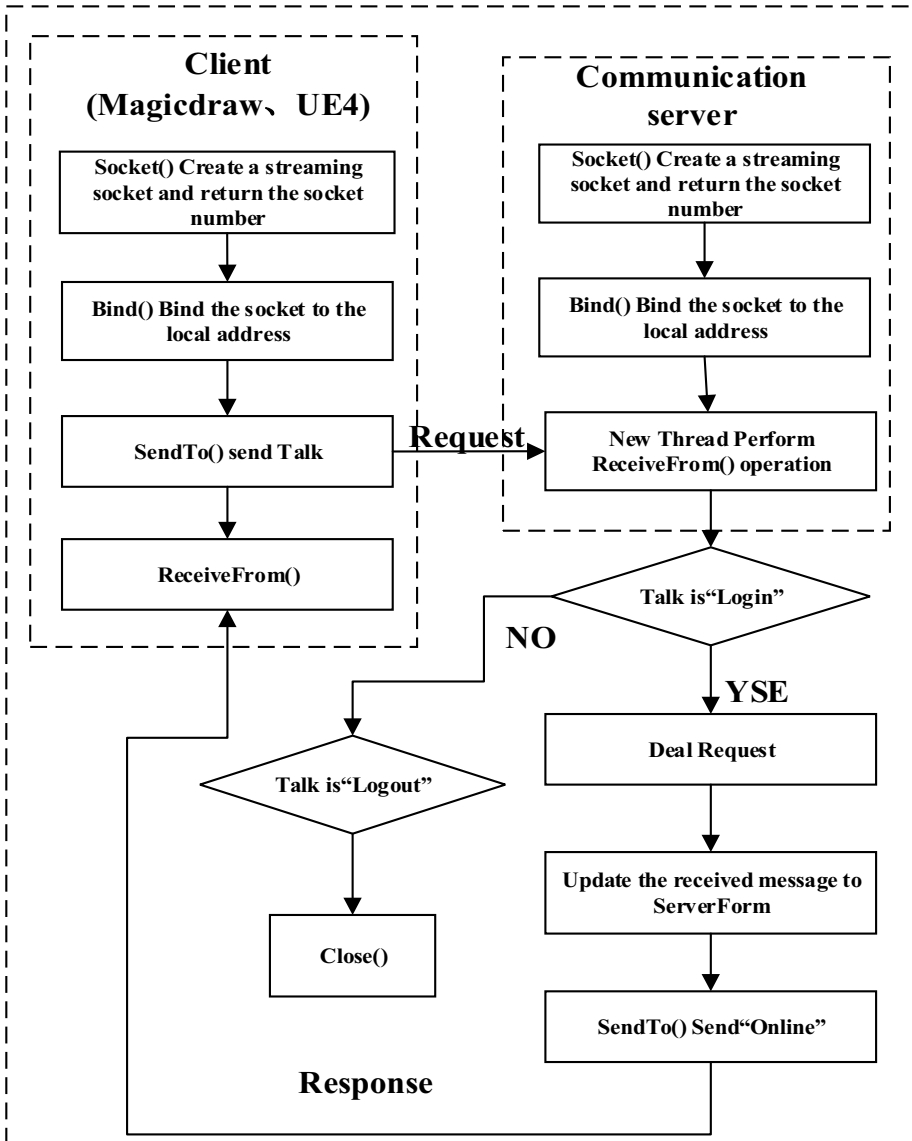 Client
(Magicdraw、UE4)
Socket() Create a streaming
socket and return the socket
number
Bind() Bind the socket to the
local address
SendTo() send Talk
ReceiveFrom()
Request
Communication
server
Socket() Create a streaming
socket and return the socket
number
Bind() Bind the socket to the
local address
New Thread Perform
ReceiveFrom() operation
Talk is“Login”
NO
YSE
Talk is“Logout”
Close()
Deal Request
Update the received message to
ServerForm
SendTo() Send“Online”
Response